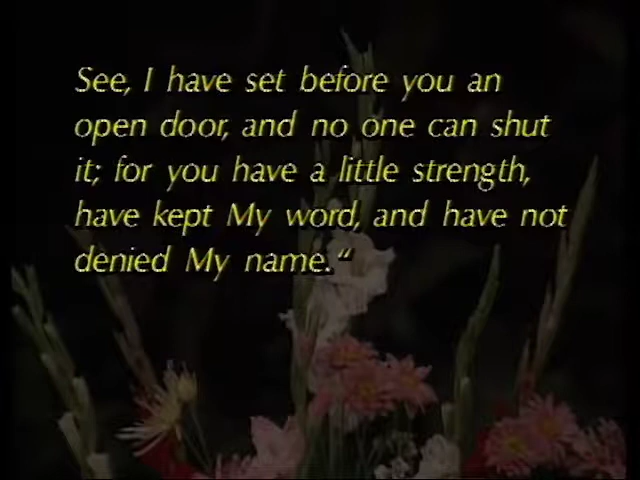 See, I have set before you an
open door, and no one can shut
it; for you have a little strength,
have kept My word, and have not
denied My name.“